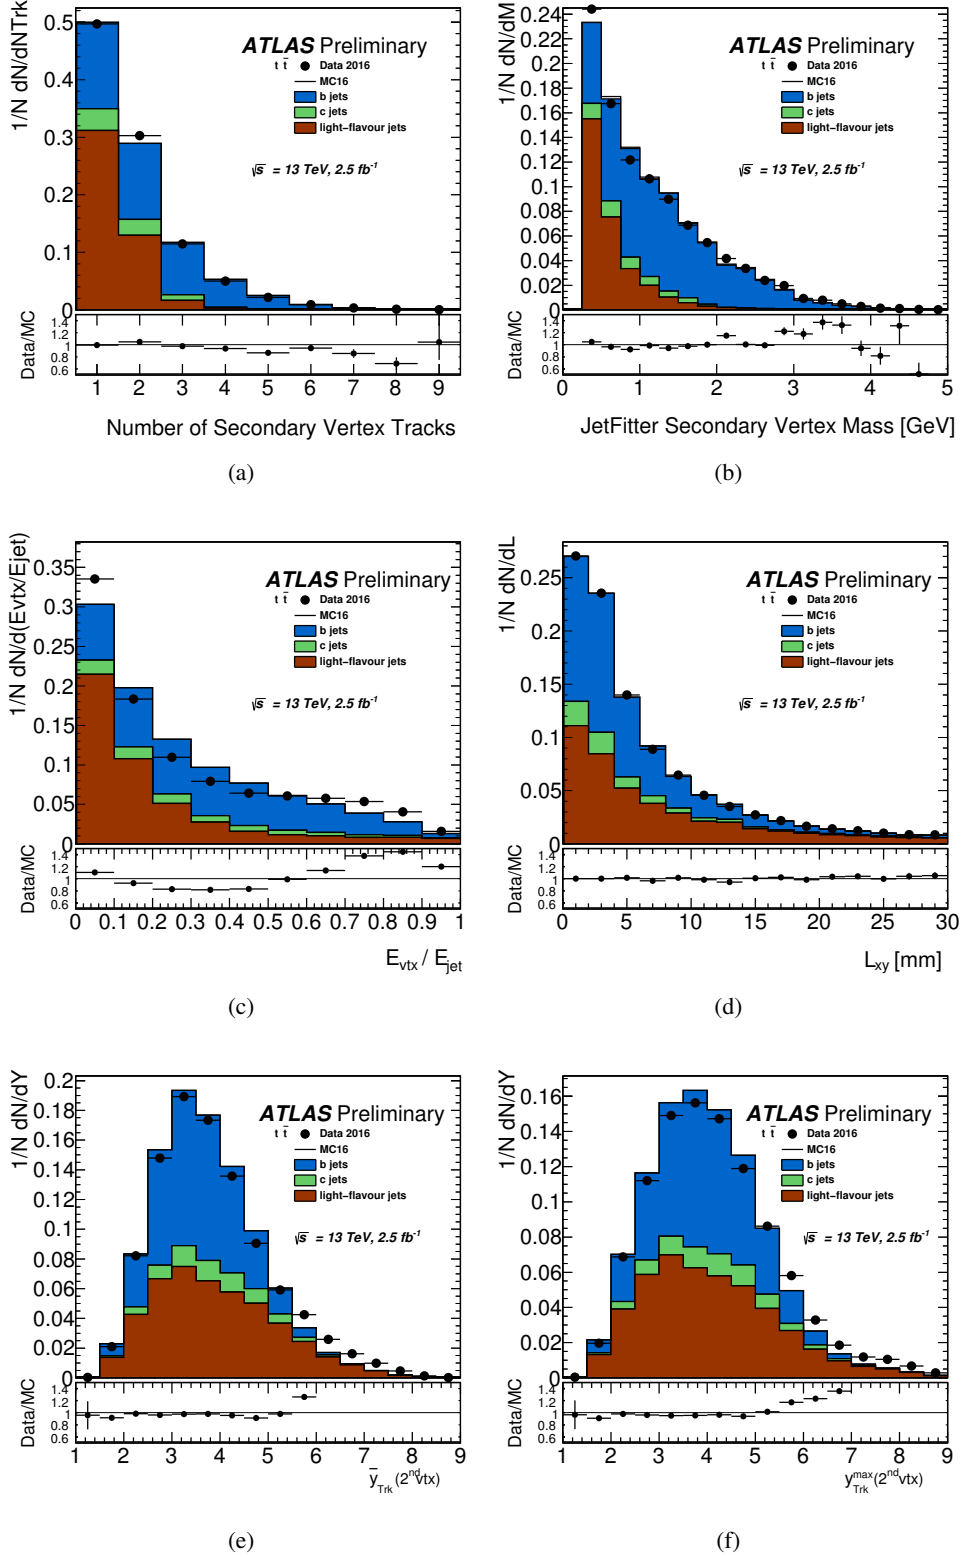 1/N dN/dNTrk
0.5
0.4
0.3
0.2
0.1
0
ATLAS Preliminary
t t̅ Data 2016
MC16
b jets
c jets
light-flavour jets
√s = 13 TeV, 2.5 fb⁻¹
Data/MC
1.4
1.2
1
0.8
0.6
1 2 3 4 5 6 7 8 9
Number of Secondary Vertex Tracks
(a)
1/N dN/dM
0.24
0.22
0.2
0.18
0.16
0.14
0.12
0.1
0.08
0.06
0.04
0.02
0
ATLAS Preliminary
t t̅ Data 2016
MC16
b jets
c jets
light-flavour jets
√s = 13 TeV, 2.5 fb⁻¹
Data/MC
1.4
1.2
1
0.8
0.6
0 1 2 3 4 5
JetFitter Secondary Vertex Mass [GeV]
(b)
1/N dN/d(Evtx/Ejet)
0.35
0.3
0.25
0.2
0.15
0.1
0.05
0
ATLAS Preliminary
t t̅ Data 2016
MC16
b jets
c jets
light-flavour jets
√s = 13 TeV, 2.5 fb⁻¹
Data/MC
1.4
1.2
1
0.8
0.6
0 0.1 0.2 0.3 0.4 0.5 0.6 0.7 0.8 0.9 1
E_vtx / E_jet
(c)
1/N dN/dL
0.25
0.2
0.15
0.1
0.05
0
ATLAS Preliminary
t t̅ Data 2016
MC16
b jets
c jets
light-flavour jets
√s = 13 TeV, 2.5 fb⁻¹
Data/MC
1.4
1.2
1
0.8
0.6
0 5 10 15 20 25 30
L_xy [mm]
(d)
1/N dN/dY
0.2
0.18
0.16
0.14
0.12
0.1
0.08
0.06
0.04
0.02
0
ATLAS Preliminary
t t̅ Data 2016
MC16
b jets
c jets
light-flavour jets
√s = 13 TeV, 2.5 fb⁻¹
Data/MC
1.4
1.2
1
0.8
0.6
1 2 3 4 5 6 7 8 9
y̅_Trk (2ⁿᵈvtx)
(e)
1/N dN/dY
0.16
0.14
0.12
0.1
0.08
0.06
0.04
0.02
0
ATLAS Preliminary
t t̅ Data 2016
MC16
b jets
c jets
light-flavour jets
√s = 13 TeV, 2.5 fb⁻¹
Data/MC
1.4
1.2
1
0.8
0.6
1 2 3 4 5 6 7 8 9
y_Trk^max (2ⁿᵈvtx)
(f)